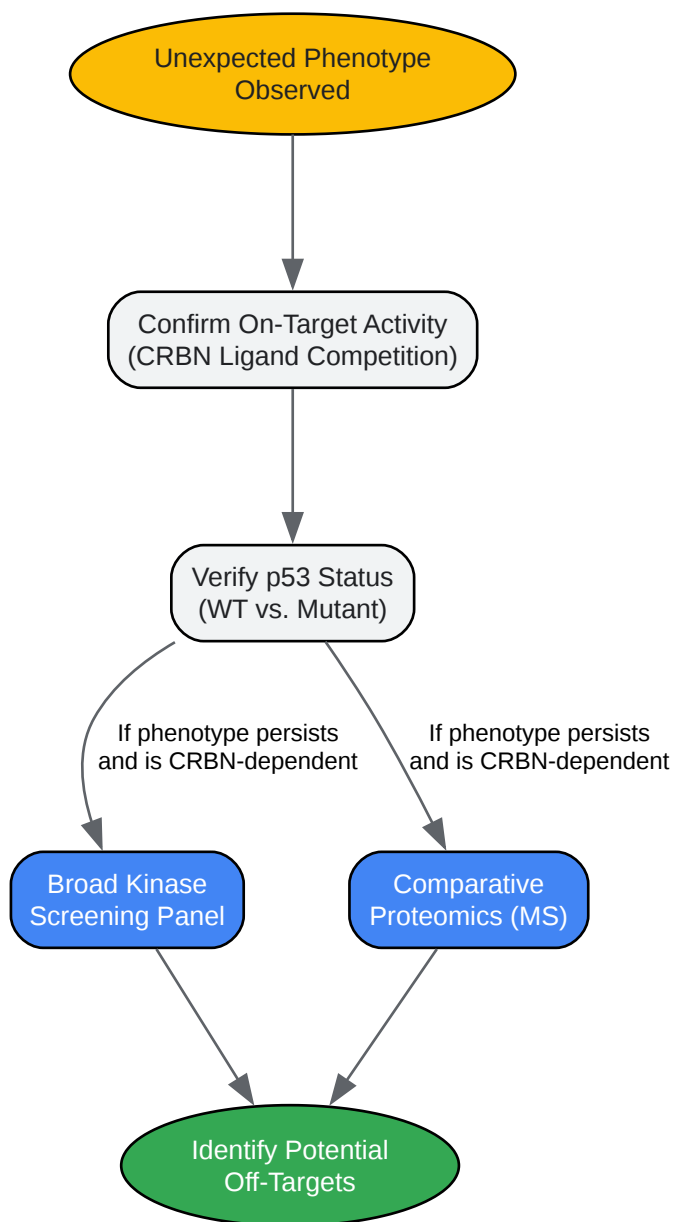 Unexpected Phenotype
Observed
Confirm On-Target Activity
(CRBN Ligand Competition)
Verify p53 Status
(WT vs. Mutant)
If phenotype persists
and is CRBN-dependent
If phenotype persists
and is CRBN-dependent
Broad Kinase
Screening Panel
Comparative
Proteomics (MS)
Identify Potential
Off-Targets